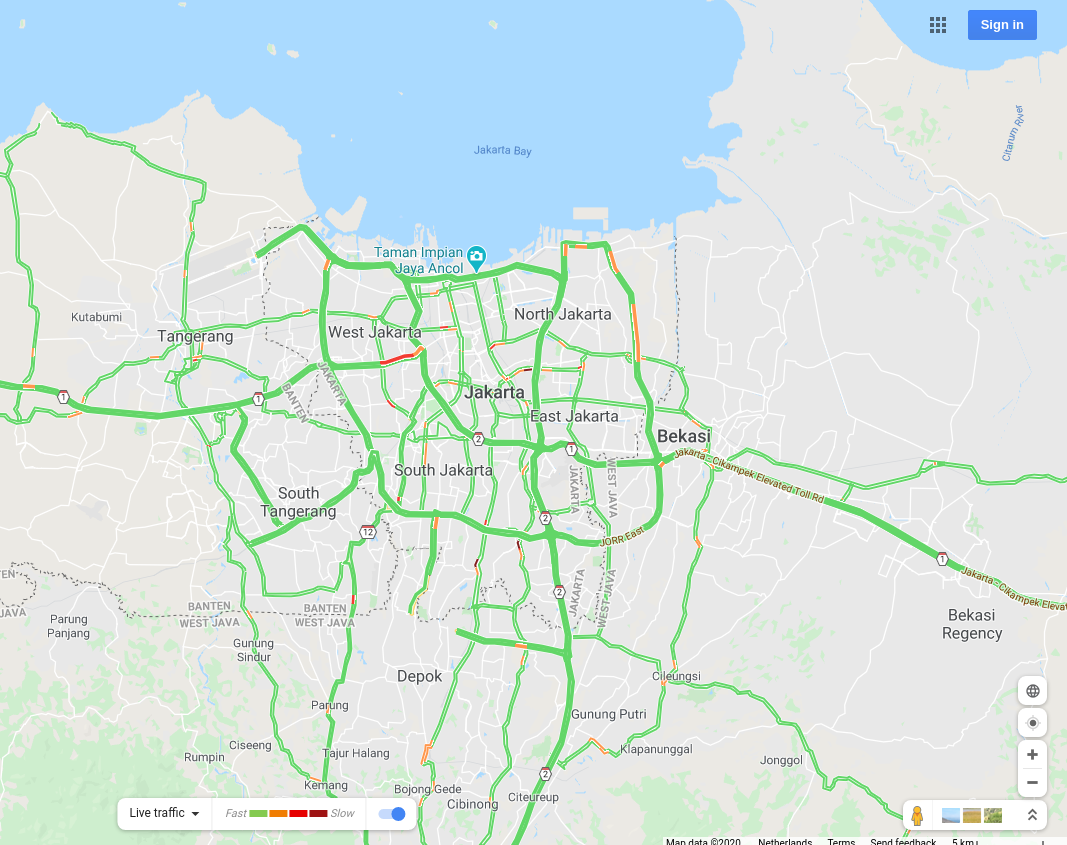 Sign in
Citarum River
Jakarta Bay
Taman Impian
Jaya Ancol
Kutabumi
Tangerang
West Jakarta
North Jakarta
JAKARTA
BANTEN
1
1
Jakarta
East Jakarta
Bekasi
2
1
South Jakarta
Jakarta - Cikampek Elevated Toll Rd
JAKARTA
WEST JAVA
South
Tangerang
2
12
JORR East
1
Jakarta - Cikampek Elevat
2
JAKARTA
WEST JAVA
TEN
JAVA
BANTEN
WEST JAVA
BANTEN
WEST JAVA
Parung
Panjang
Bekasi
Regency
Gunung
Sindur
Depok
Cileungsi
Parung
Gunung Putri
Ciseeng
Rumpin
Tajur Halang
Klapanunggal
Jonggol
Kemang
Bojong Gede
2
Citeureup
Cibinong
Live traffic
Fast
Slow
Map data ©2020
Netherlands
Terms
Send feedback
5 km